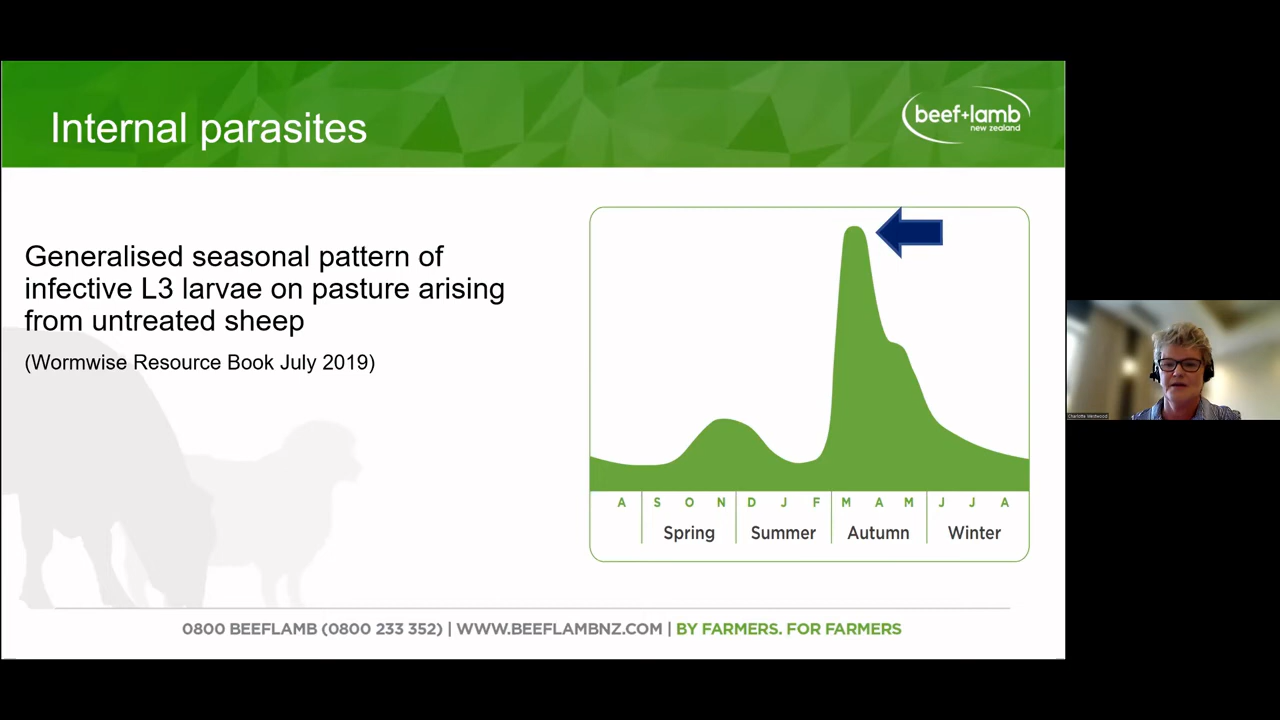 Internal parasites
beef+lamb
new zealand
Generalised seasonal pattern of
infective L3 larvae on pasture arising
from untreated sheep
(Wormwise Resource Book July 2019)
A S O N D J F M A M J J A
Spring Summer Autumn Winter
Charlotte Westwood
0800 BEEFLAMB (0800 233 352) | WWW.BEEFLAMBNZ.COM | BY FARMERS. FOR FARMERS